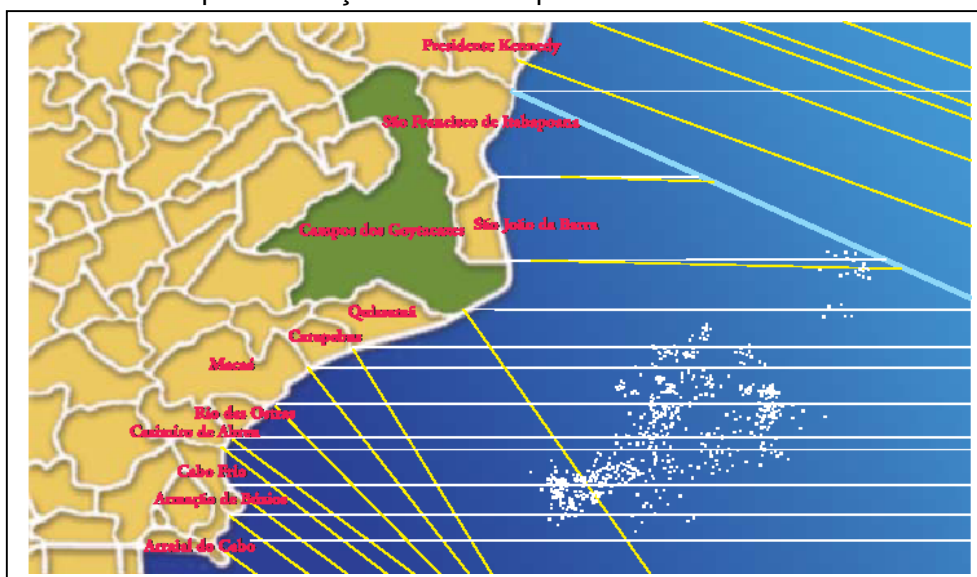 Presidente Kennedy
São Francisco de Itabapoana
Campos dos Goytacazes
São João da Barra
Quissamã
Carapebus
Macaé
Rio das Ostras
Casimiro de Abreu
Cabo Frio
Armação de Búzios
Arraial do Cabo